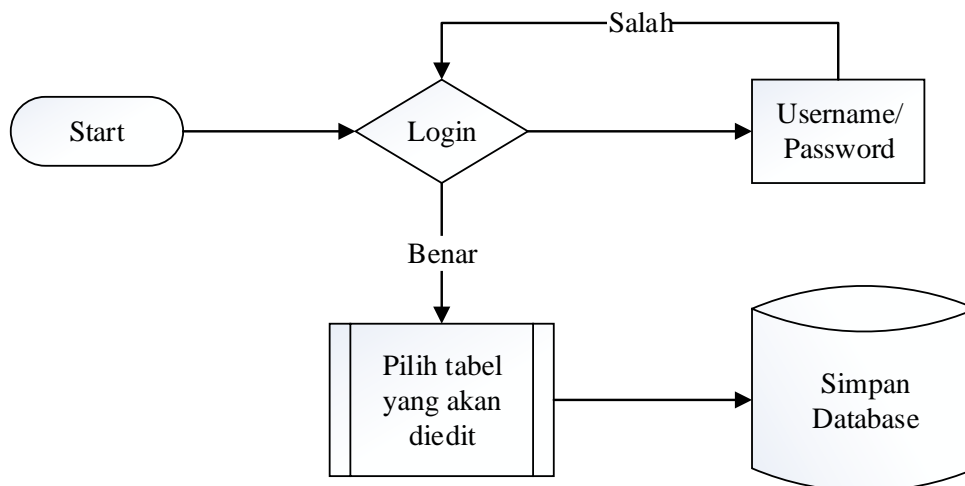 Salah
Start
Login
Username/
Password
Benar
Pilih tabel
yang akan
diedit
Simpan
Database